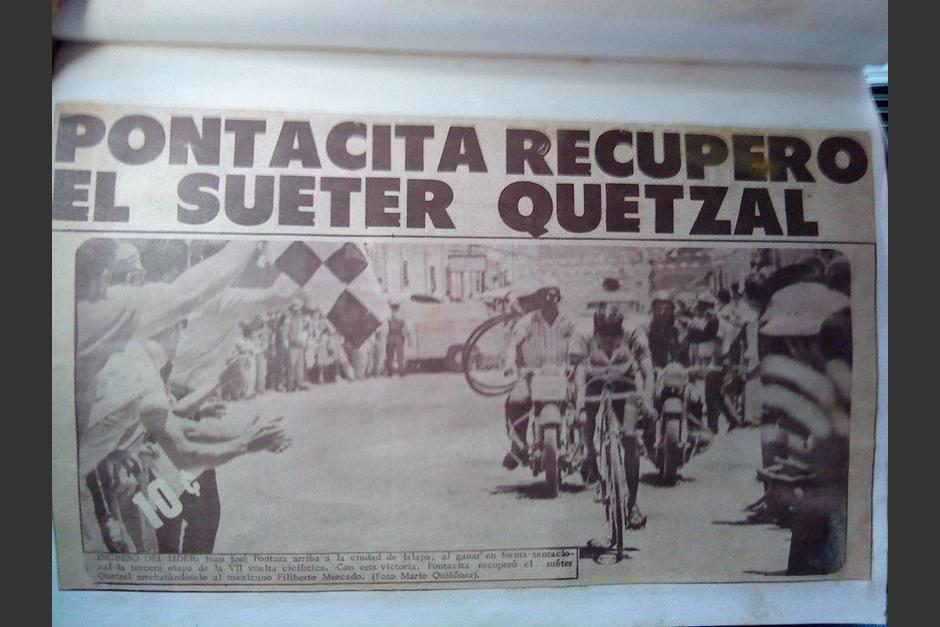 PONTACITA RECUPERO
EL SUETER QUETZAL
10¢
INGRESO DEL LIDER: Juan José Pontaza arriba a la ciudad de Jalapa, al ganar en forma sensacio-
nal la tercera etapa de la VII vuelta ciclística. Con esta victoria, Pontacita recuperó el suéter
Quetzal arrebatándoselo al mexicano Filiberto Mercado. (Foto Mario Quiñónez).